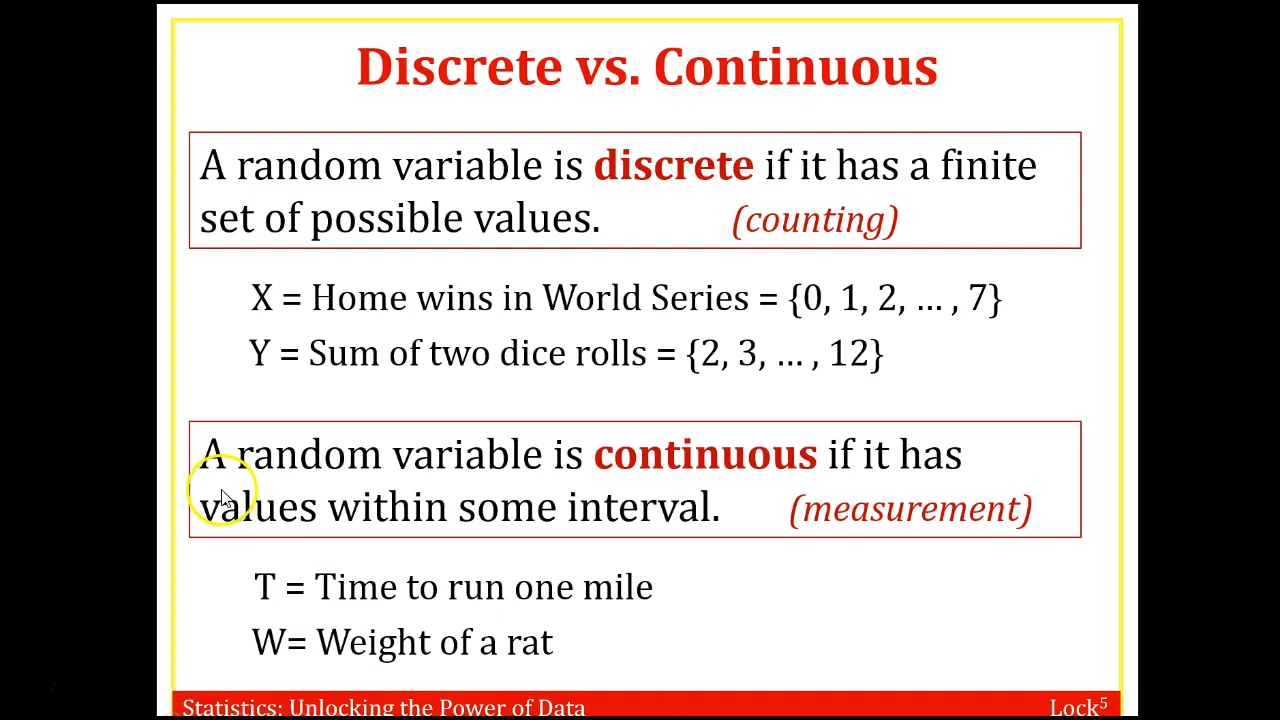 Discrete vs. Continuous
A random variable is discrete if it has a finite
set of possible values. (counting)
X = Home wins in World Series = {0, 1, 2, … , 7}
Y = Sum of two dice rolls = {2, 3, … , 12}
A random variable is continuous if it has
values within some interval. (measurement)
T = Time to run one mile
W= Weight of a rat
Statistics: Unlocking the Power of Data Lock⁵